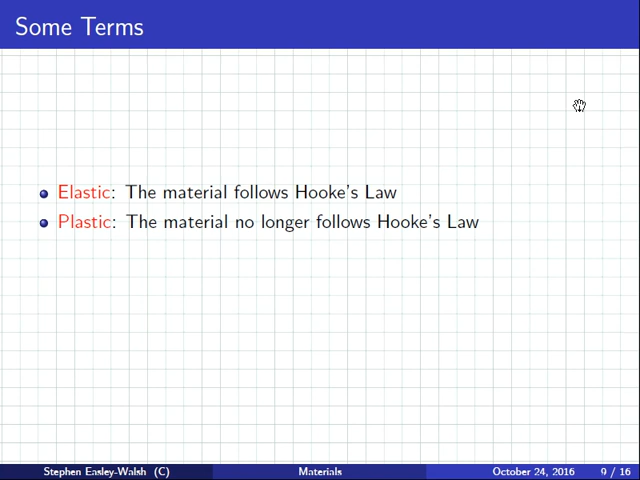 Some Terms
Elastic: The material follows Hooke's Law
Plastic: The material no longer follows Hooke's Law
Stephen Easley-Walsh (C) Materials October 24, 2016 9 / 16